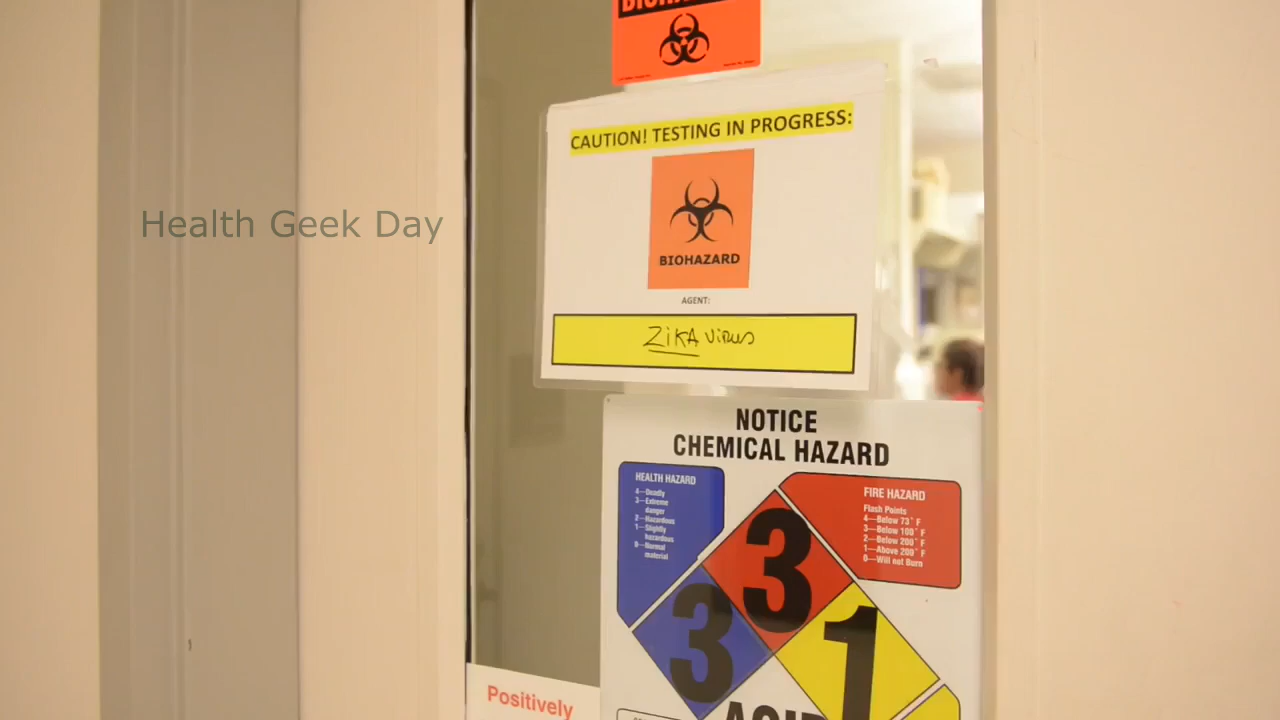 CAUTION! TESTING IN PROGRESS:
Health Geek Day
BIOHAZARD
AGENT:
ZiKA ViRUS
NOTICE
CHEMICAL HAZARD
HEALTH HAZARD
4—Deadly
3—Extreme
danger
2—Hazardous
1—Slightly
hazardous
0—Normal
material
FIRE HAZARD
Flash Points
4—Below 73° F
3—Below 100° F
2—Below 200° F
1—Above 200° F
0—Will not Burn
3
3
1
Positively